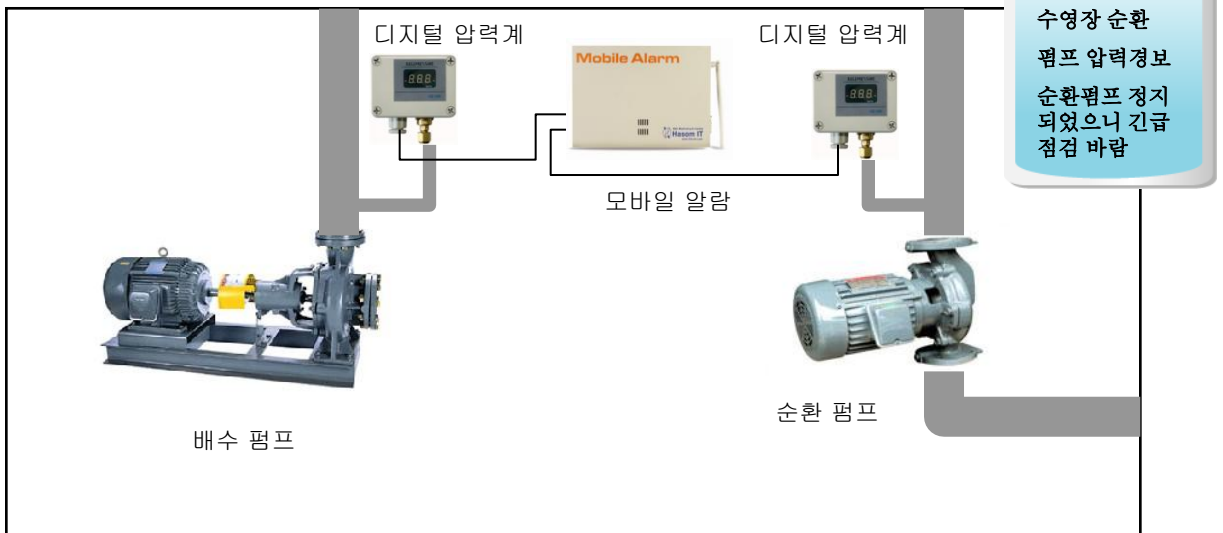 디지털 압력계
Mobile Alarm
디지털 압력계
수영장 순환
펌프 압력경보
순환펌프 정지
되었으니 긴급
점검 바람
Hasom IT
모바일 알람
배수 펌프
순환 펌프